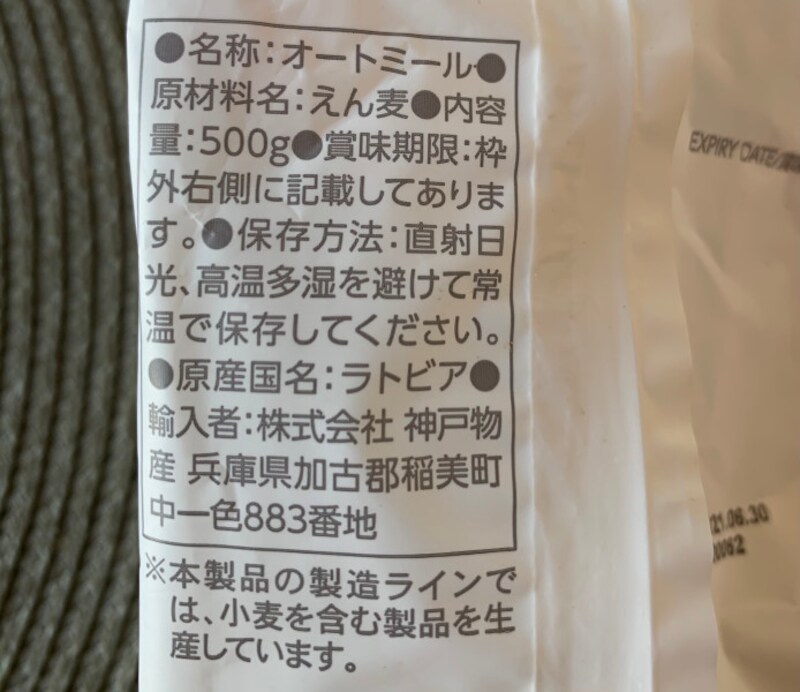 ●名称:オートミール●
原材料名:えん麦●内容
量:500g●賞味期限:枠
外右側に記載してありま
す。●保存方法:直射日
光、高温多湿を避けて常
温で保存してください。
●原産国名:ラトビア●
輸入者:株式会社 神戸物
産 兵庫県加古郡稲美町
中一色883番地
※本製品の製造ラインで
は、小麦を含む製品を生
産しています。
EXPIRY DATE/
21.06.30